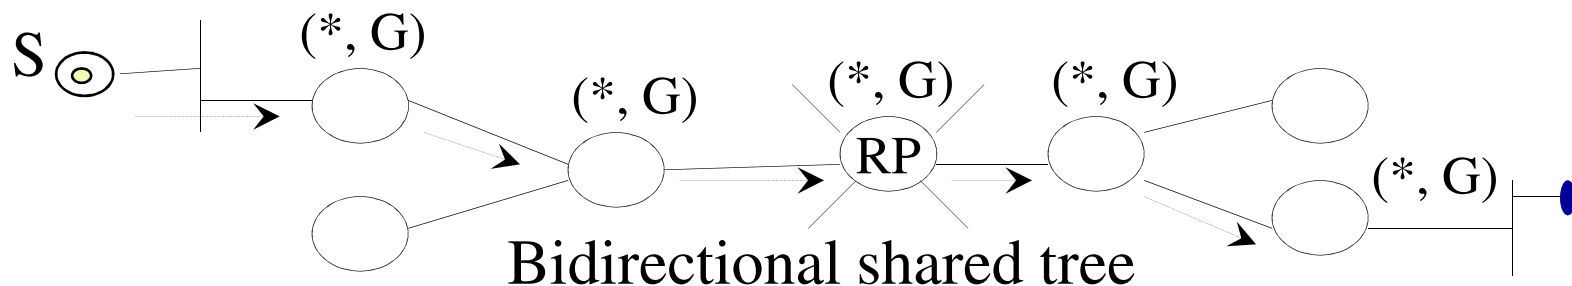 S
(*, G)
(*, G)
(*, G)
(*, G)
RP
(*, G)
Bidirectional shared tree